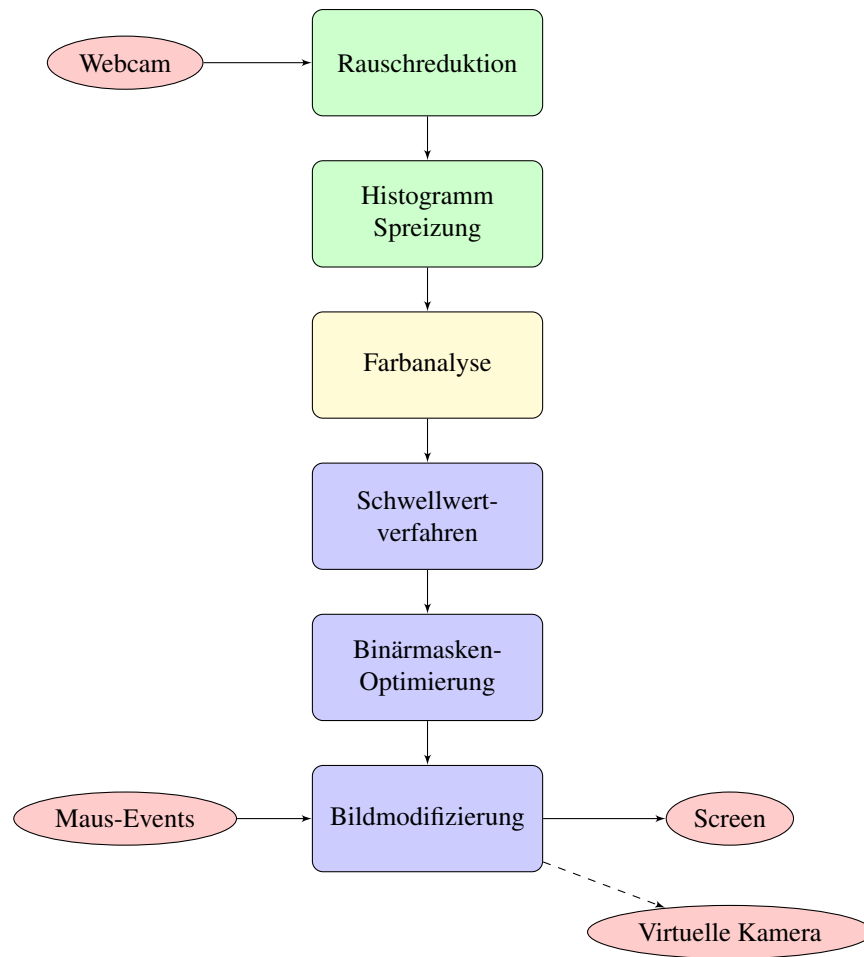 Webcam
Rauschreduktion
Histogramm
Spreizung
Farbanalyse
Schwellwert-
verfahren
Binärmasken-
Optimierung
Maus-Events
Bildmodifizierung
Screen
Virtuelle Kamera